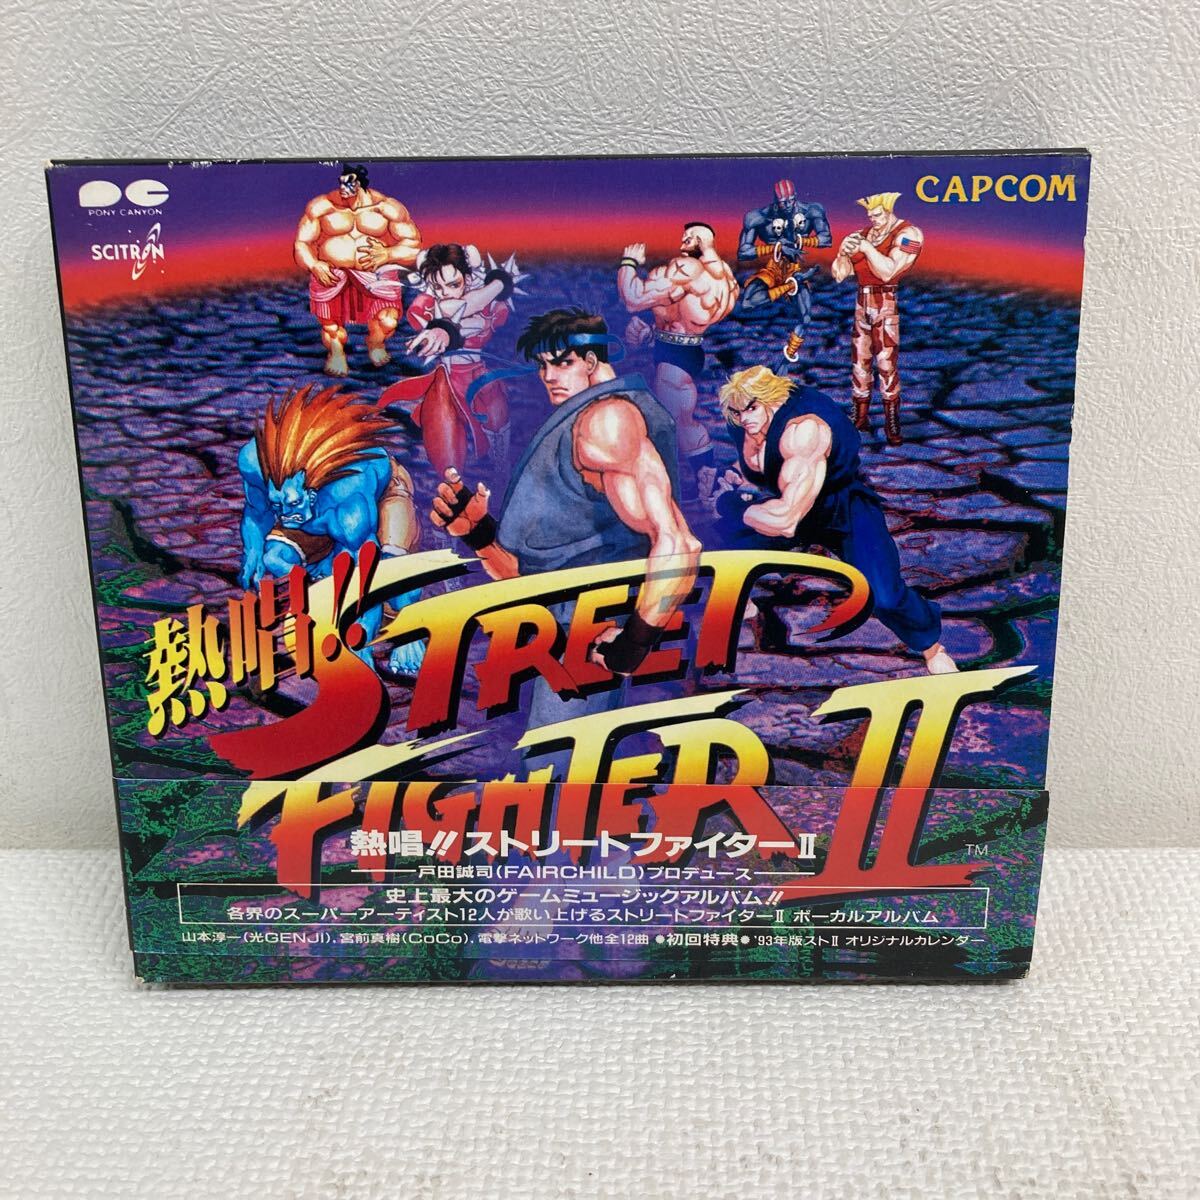 PONY CANYON
SCITRON
CAPCOM
熱唱!!
STREET
FIGHTER II
TM
熱唱!! ストリートファイターII
戸田誠司(FAIRCHILD)プロデュース
史上最大のゲームミュージックアルバム!!
各界のスーパーアーティスト12人が歌い上げるストリートファイターII ボーカルアルバム
山本淳一(光GENJI)、宮前真樹(CoCo)、電撃ネットワーク他全12曲 ●初回特典● '93年版ストII オリジナルカレンダー